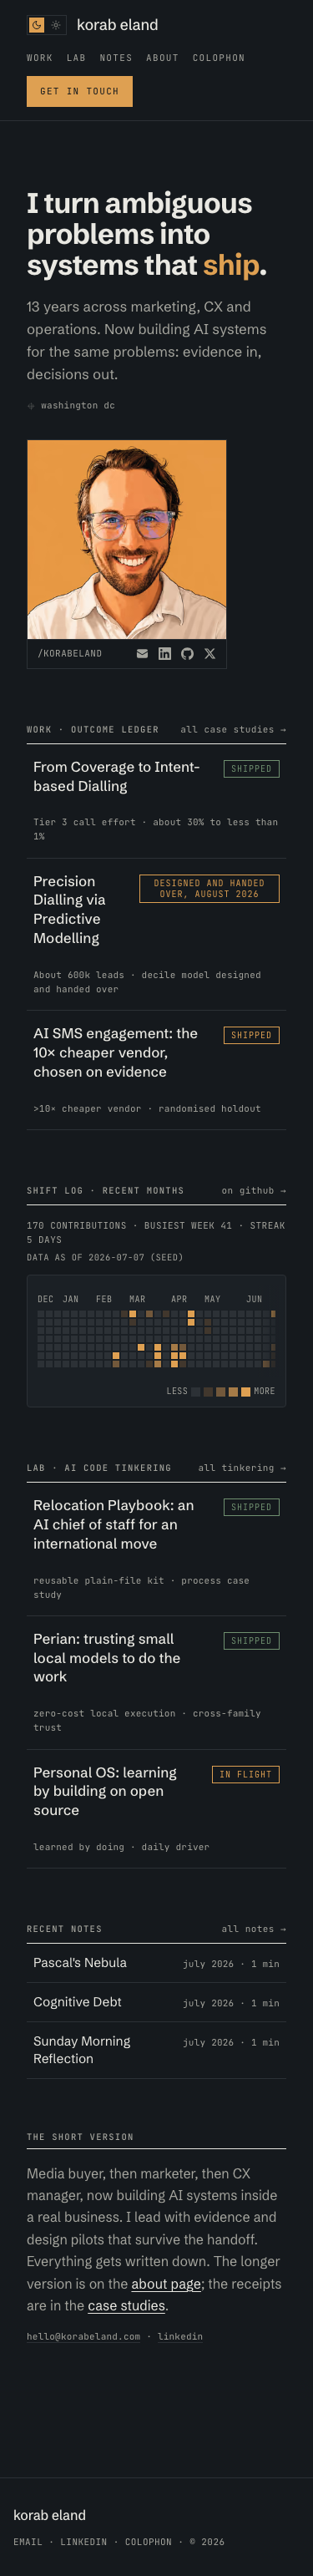 korab eland
WORK LAB NOTES ABOUT COLOPHON
GET IN TOUCH
I turn ambiguous
problems into
systems that ship.
13 years across marketing, CX and
operations. Now building AI systems
for the same problems: evidence in,
decisions out.
washington dc
/KORABELAND
WORK · OUTCOME LEDGER all case studies →
From Coverage to Intent-
based Dialling
SHIPPED
Tier 3 call effort · about 30% to less than
1%
Precision
Dialling via
Predictive
Modelling
DESIGNED AND HANDED
OVER, AUGUST 2026
About 600k leads · decile model designed
and handed over
AI SMS engagement: the
10× cheaper vendor,
chosen on evidence
SHIPPED
>10× cheaper vendor · randomised holdout
SHIFT LOG · RECENT MONTHS on github →
170 CONTRIBUTIONS · BUSIEST WEEK 41 · STREAK
5 DAYS
DATA AS OF 2026-07-07 (SEED)
DEC JAN FEB MAR APR MAY JUN
LESS MORE
LAB · AI CODE TINKERING all tinkering →
Relocation Playbook: an
AI chief of staff for an
international move
SHIPPED
reusable plain-file kit · process case
study
Perian: trusting small
local models to do the
work
SHIPPED
zero-cost local execution · cross-family
trust
Personal OS: learning
by building on open
source
IN FLIGHT
learned by doing · daily driver
RECENT NOTES all notes →
Pascal's Nebula july 2026 · 1 min
Cognitive Debt july 2026 · 1 min
Sunday Morning
Reflection
july 2026 · 1 min
THE SHORT VERSION
Media buyer, then marketer, then CX
manager, now building AI systems inside
a real business. I lead with evidence and
design pilots that survive the handoff.
Everything gets written down. The longer
version is on the about page; the receipts
are in the case studies.
hello@korabeland.com · linkedin
korab eland
EMAIL · LINKEDIN · COLOPHON · © 2026